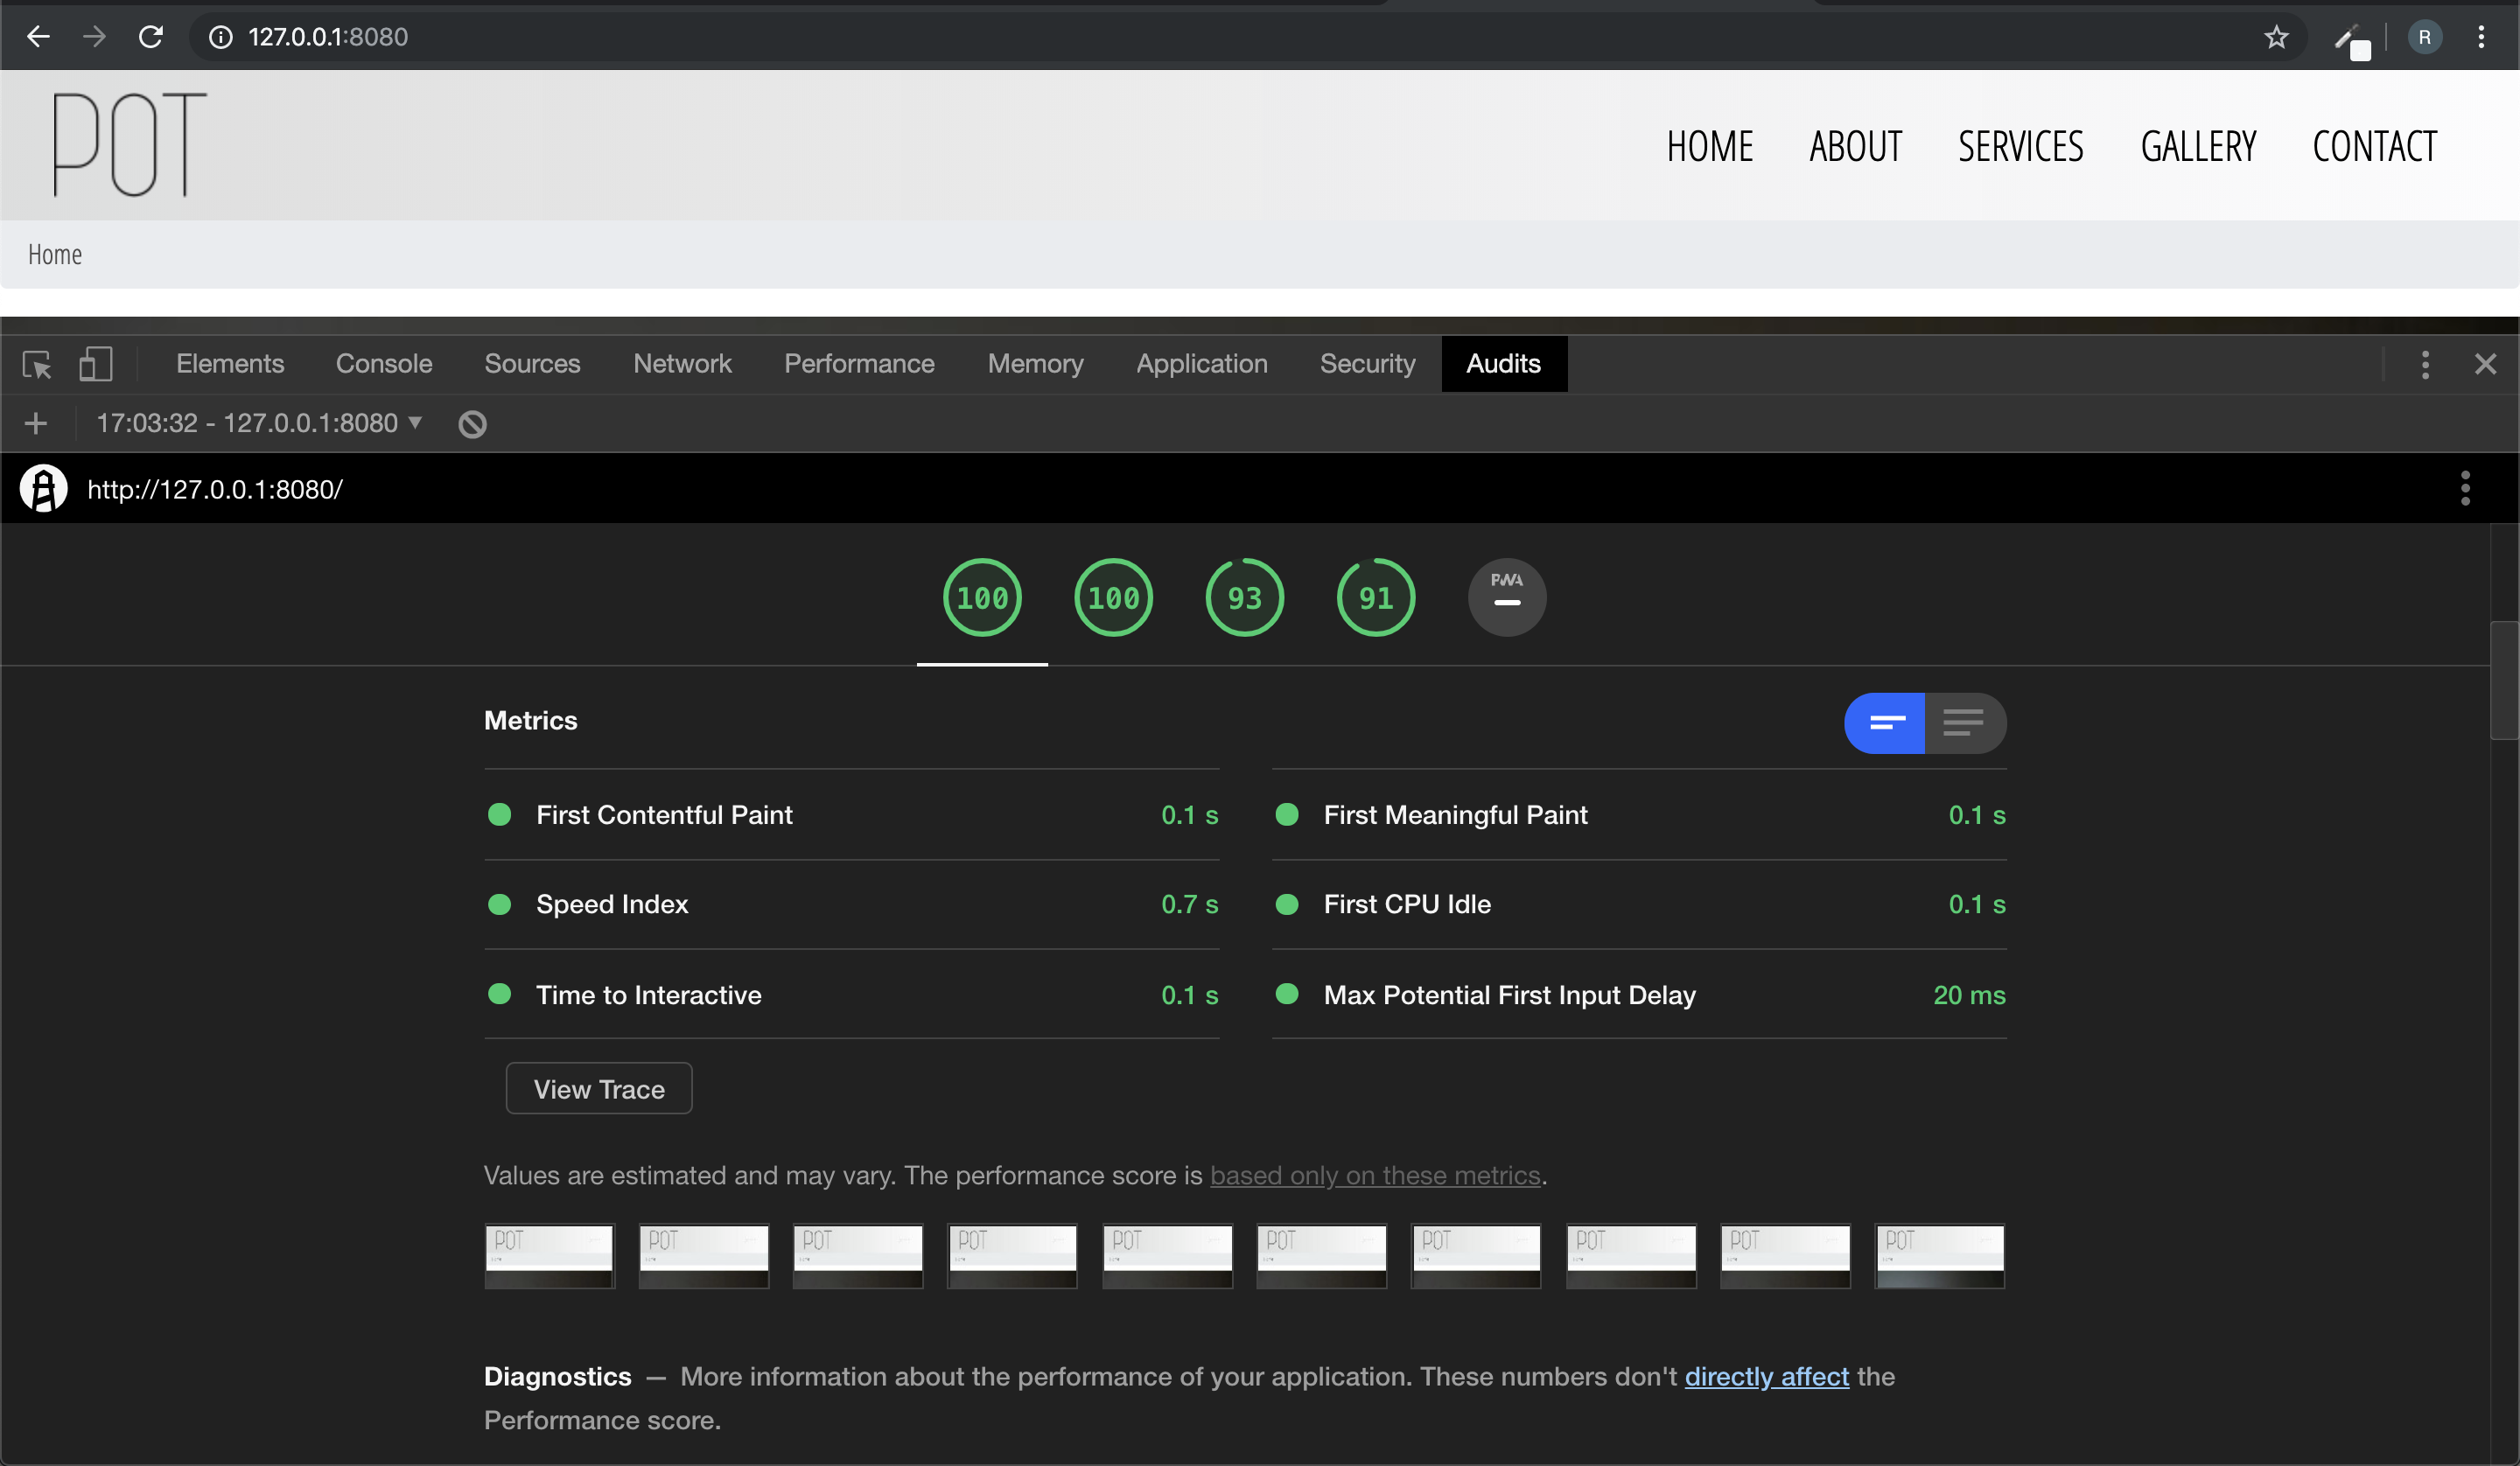 127.0.0.1:8080
R
POT
HOME ABOUT SERVICES GALLERY CONTACT
Home
Elements Console Sources Network Performance Memory Application Security Audits
17:03:32 - 127.0.0.1:8080
http://127.0.0.1:8080/
100 100 93 91 PWA
Metrics
First Contentful Paint 0.1 s First Meaningful Paint 0.1 s
Speed Index 0.7 s First CPU Idle 0.1 s
Time to Interactive 0.1 s Max Potential First Input Delay 20 ms
View Trace
Values are estimated and may vary. The performance score is based only on these metrics.
POT POT POT POT POT POT POT POT POT POT
Diagnostics — More information about the performance of your application. These numbers don't directly affect the
Performance score.